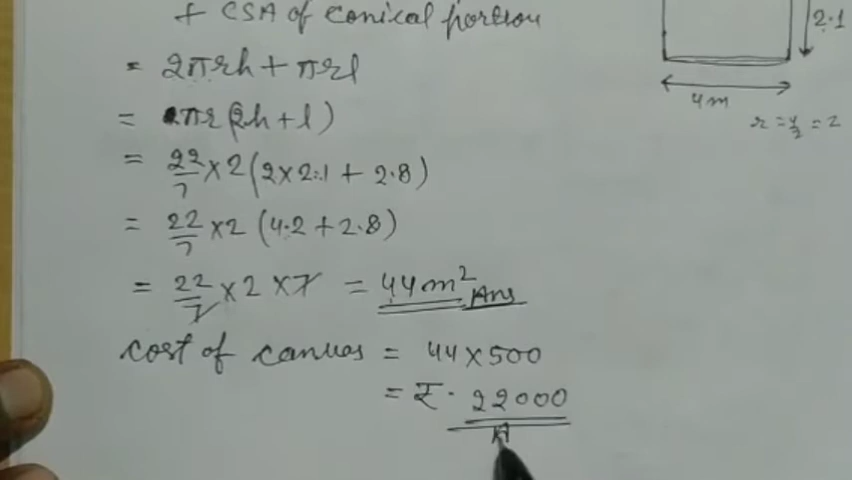 + CSA of conical portion
= 2πrh + πrl
= πr(2h + l)
= 22/7 × 2 (2 × 2.1 + 2.8)
= 22/7 × 2 (4.2 + 2.8)
= 22/7 × 2 × 7 = 44m² Ans
cost of canvas = 44 × 500
= ₹. 22000
A
2.1
4m
r = 4/2 = 2